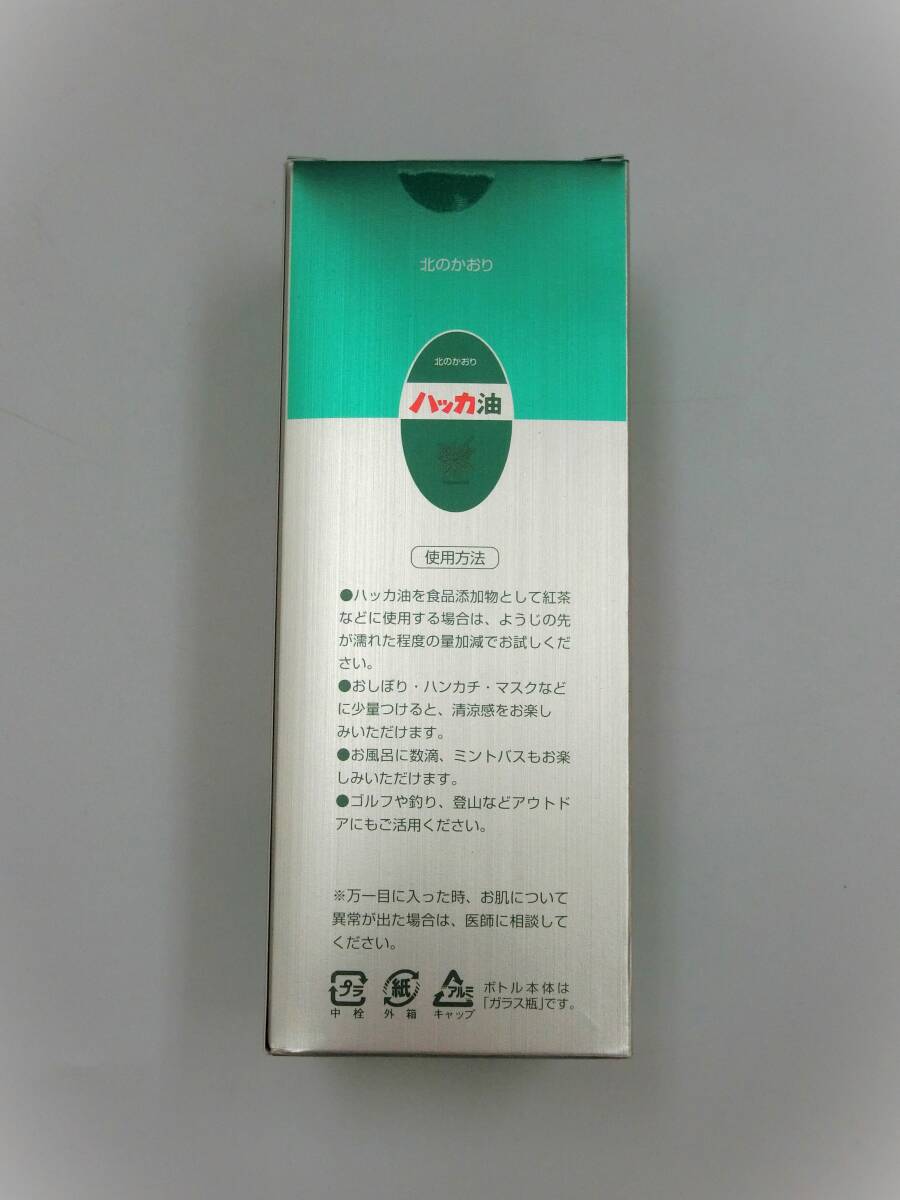 北のかおり
北のかおり
ハッカ油
使用方法
●ハッカ油を食品添加物として紅茶
などに使用する場合は、ようじの先
が濡れた程度の量加減でお試しくだ
さい。
●おしぼり・ハンカチ・マスクなど
に少量つけると、清涼感をお楽し
みいただけます。
●お風呂に数滴、ミントバスもお楽
しみいただけます。
●ゴルフや釣り、登山などアウトド
アにもご活用ください。
※万一目に入った時、お肌について
異常が出た場合は、医師に相談して
ください。
プラ 紙 アルミ ボトル本体は
中栓 外箱 キャップ 「ガラス瓶」です。